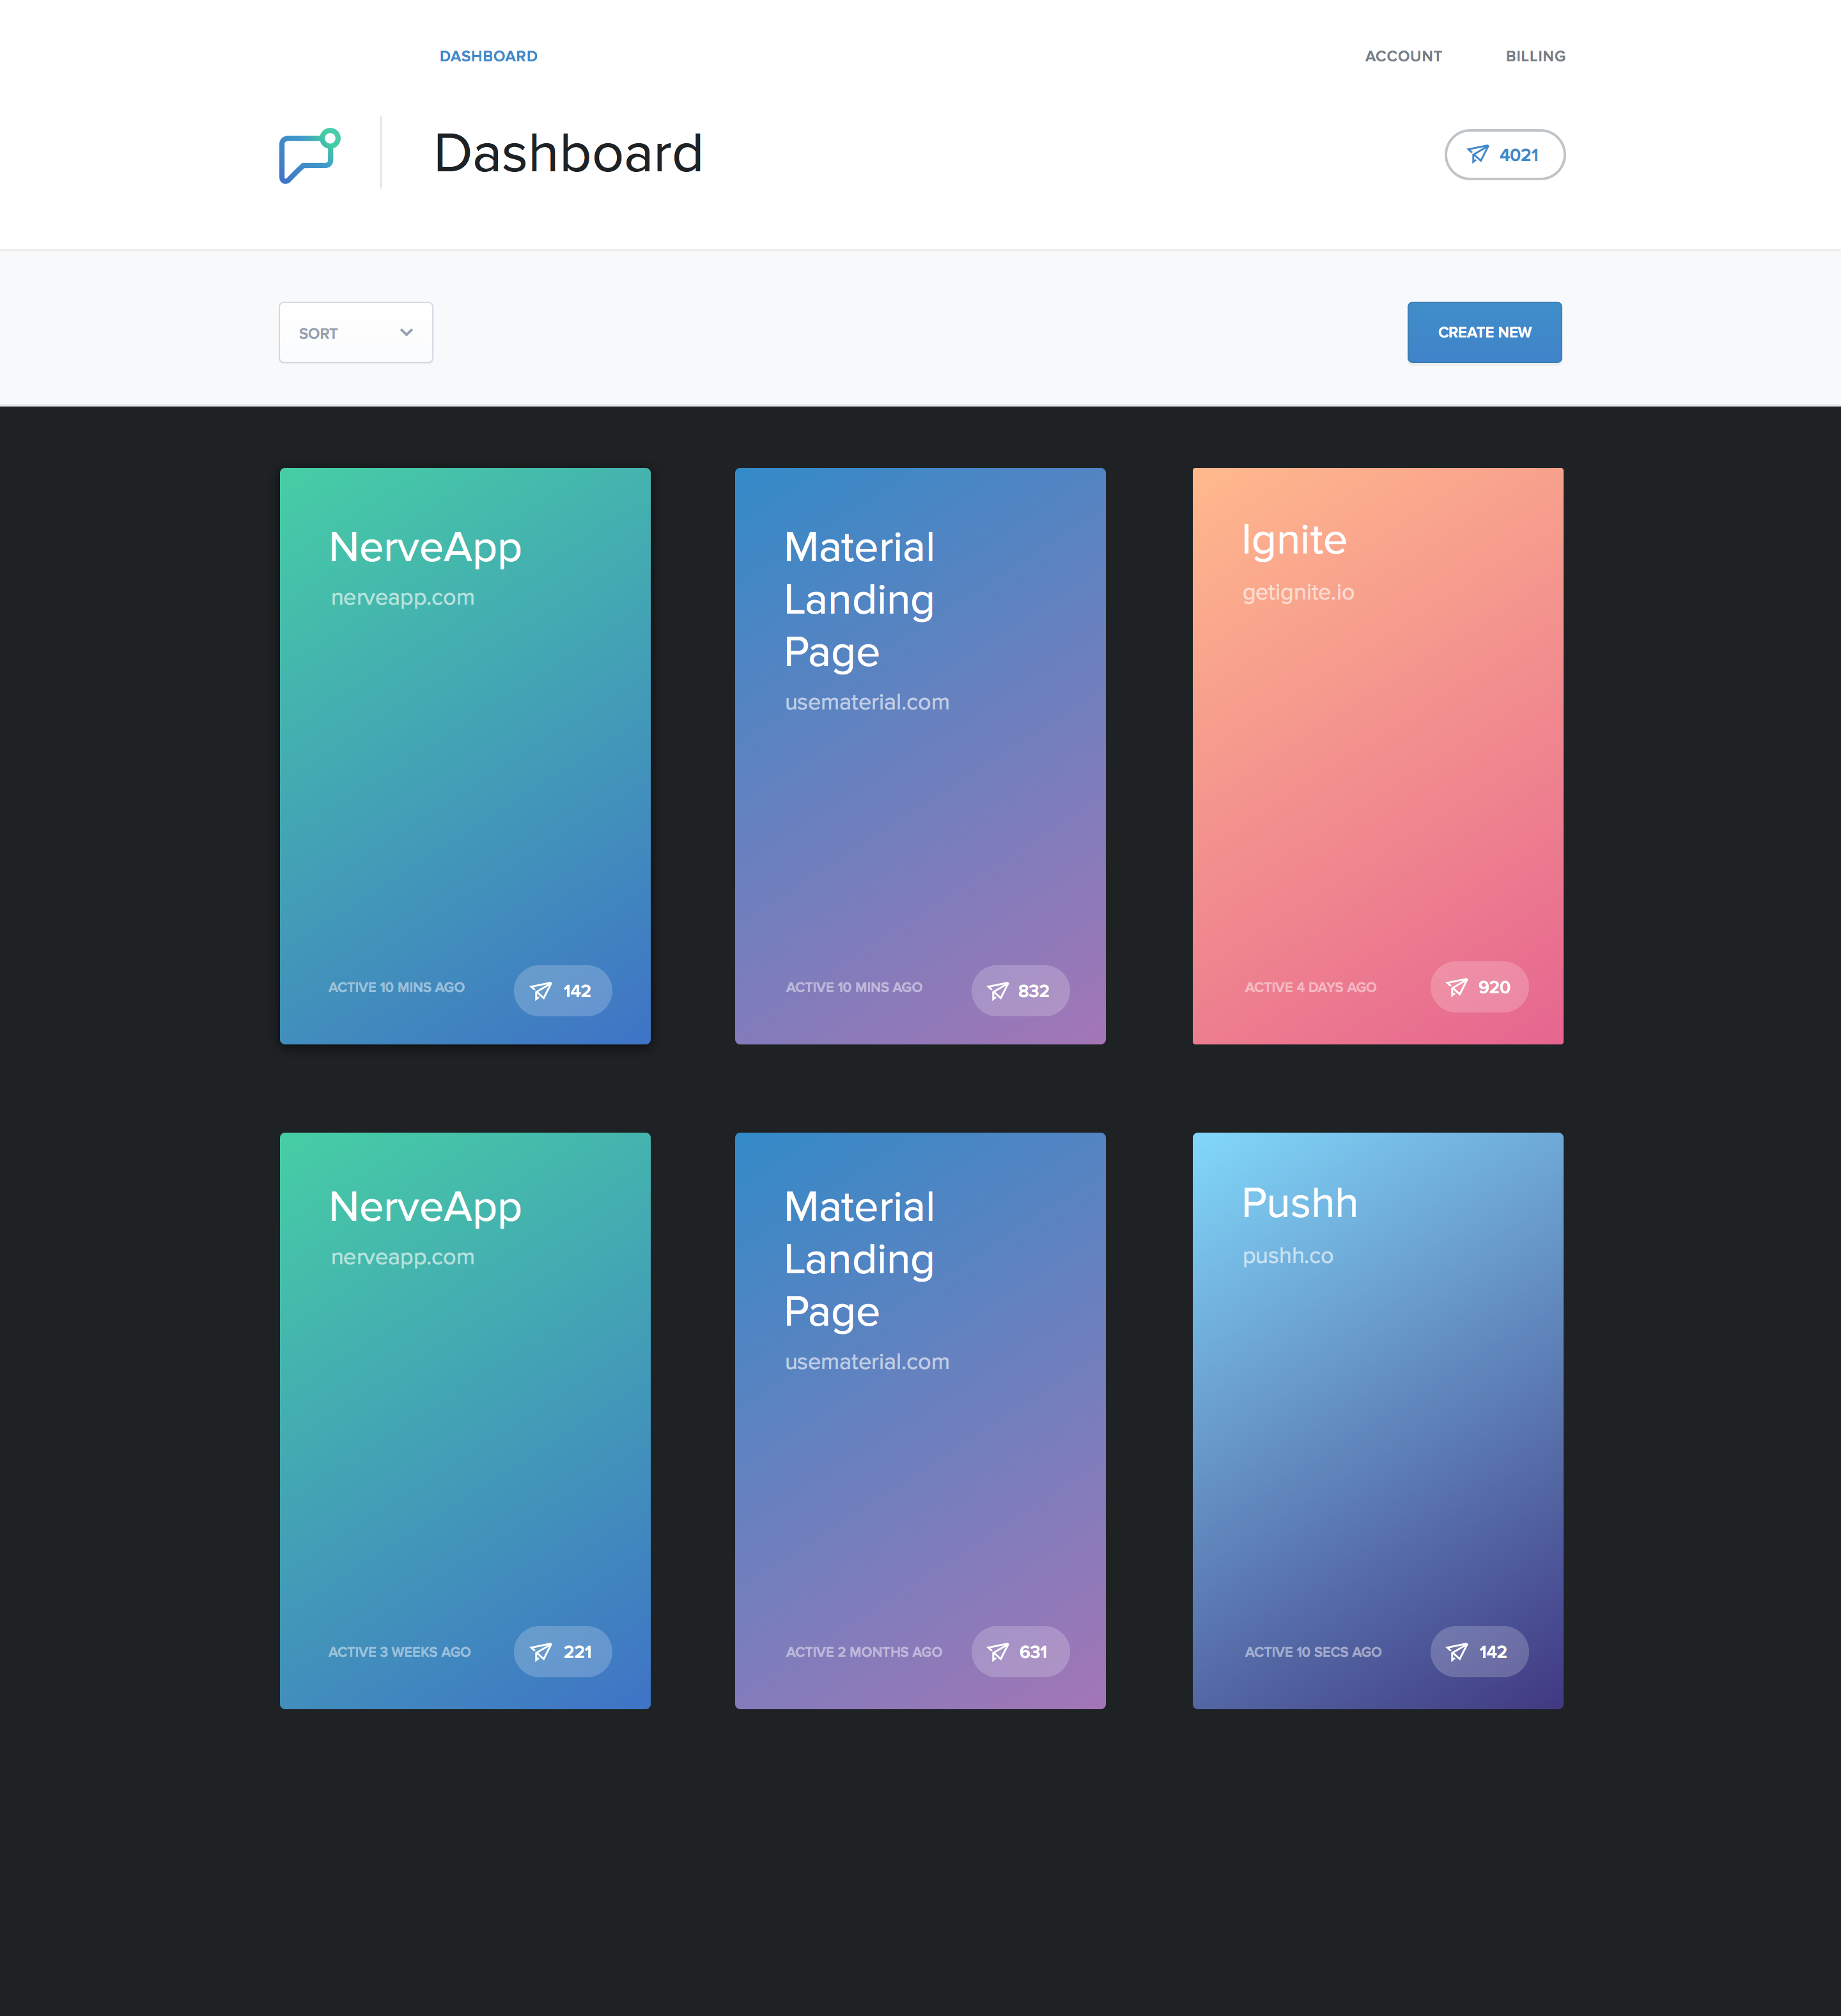 DASHBOARD
ACCOUNT
BILLING
Dashboard
4021
SORT
CREATE NEW
NerveApp
nerveapp.com
ACTIVE 10 MINS AGO
142
Material
Landing
Page
usematerial.com
ACTIVE 10 MINS AGO
832
Ignite
getignite.io
ACTIVE 4 DAYS AGO
920
NerveApp
nerveapp.com
ACTIVE 3 WEEKS AGO
221
Material
Landing
Page
usematerial.com
ACTIVE 2 MONTHS AGO
631
Pushh
pushh.co
ACTIVE 10 SECS AGO
142